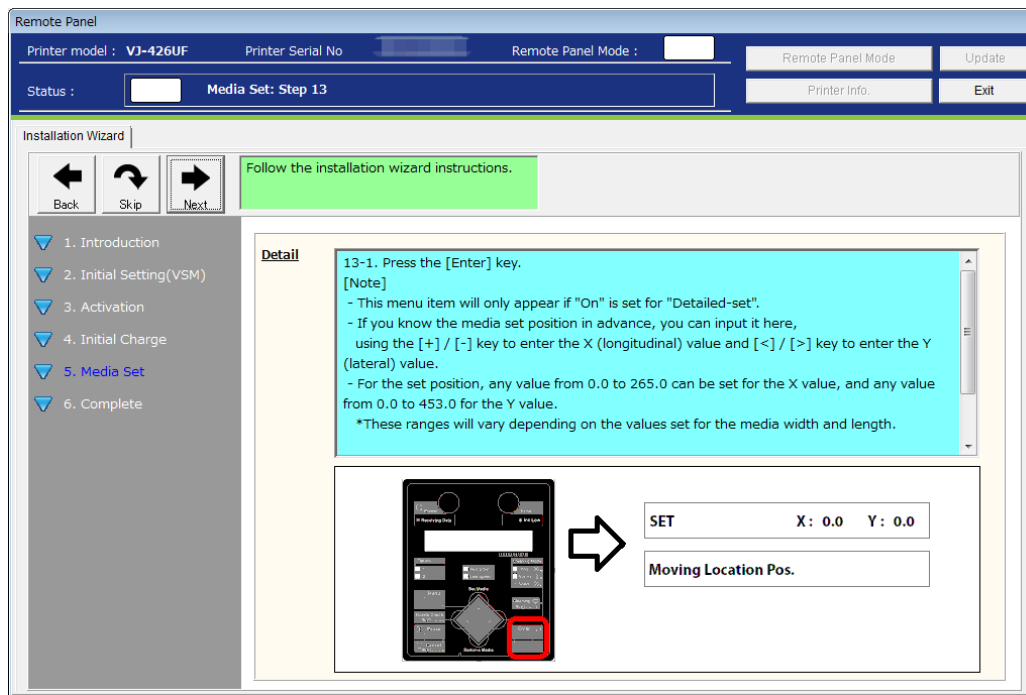 Remote Panel
Printer model : VJ-426UF Printer Serial No Remote Panel Mode :
Remote Panel Mode Update
Status : Media Set: Step 13
Printer Info. Exit
Installation Wizard
Back Skip Next
Follow the installation wizard instructions.
1. Introduction
2. Initial Setting(VSM)
3. Activation
4. Initial Charge
5. Media Set
6. Complete
Detail
13-1. Press the [Enter] key.
[Note]
- This menu item will only appear if "On" is set for "Detailed-set".
- If you know the media set position in advance, you can input it here,
using the [+] / [-] key to enter the X (longitudinal) value and [<] / [>] key to enter the Y
(lateral) value.
- For the set position, any value from 0.0 to 265.0 can be set for the X value, and any value
from 0.0 to 453.0 for the Y value.
*These ranges will vary depending on the values set for the media width and length.
Receiving Data Ink Low
Menu
SET X: 0.0 Y: 0.0
Moving Location Pos.